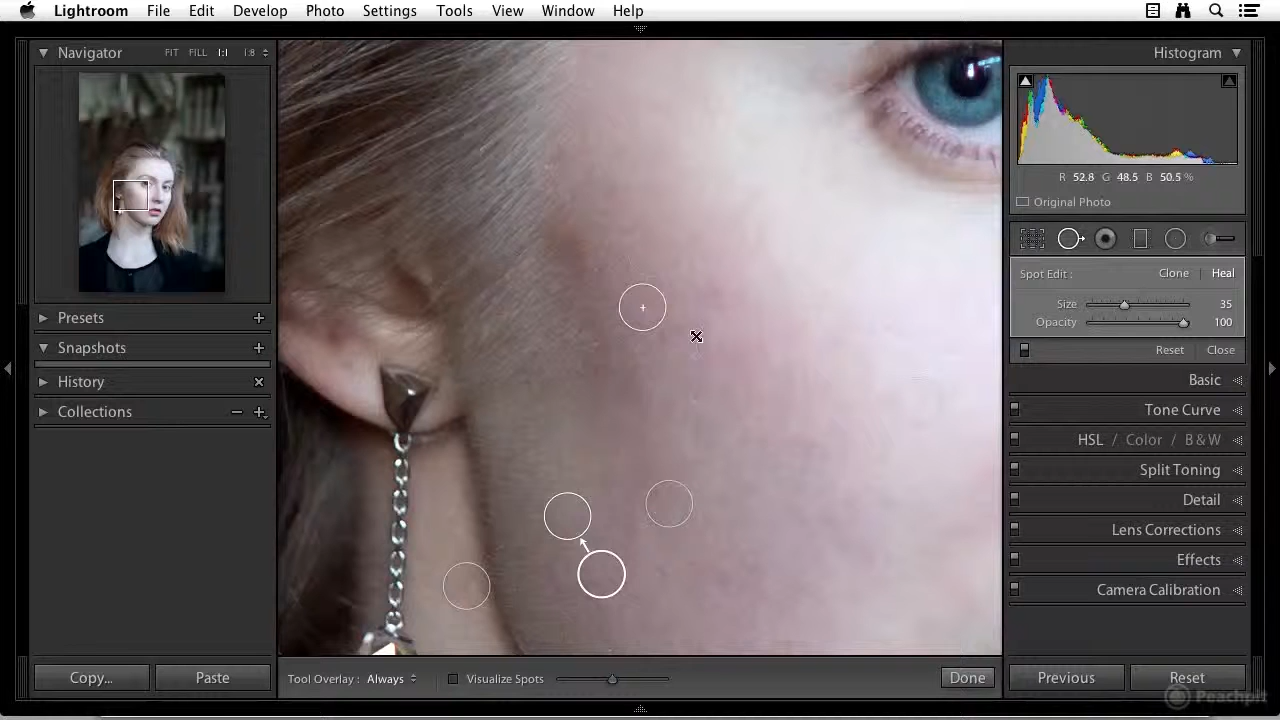 Lightroom File Edit Develop Photo Settings Tools View Window Help
Navigator FIT FILL 1:1 1:8
Presets
Snapshots
History
Collections
Copy... Paste
Tool Overlay : Always Visualize Spots Done
Histogram
R 52.8 G 48.5 B 50.5 %
Original Photo
Spot Edit : Clone | Heal
Size 35
Opacity 100
Reset Close
Basic
Tone Curve
HSL / Color / B & W
Split Toning
Detail
Lens Corrections
Effects
Camera Calibration
Previous Reset
Peachpit